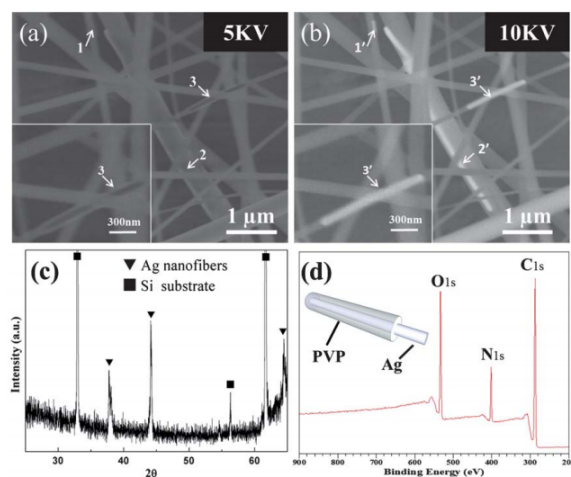 (a)
5KV
1
3
2
3
300nm
1 µm
(b)
10KV
1'
3'
2'
3'
300nm
1 µm
(c)
Ag nanofibers
Si substrate
Intensity (a.u.)
30
40
50
60
2θ
(d)
C1s
O1s
N1s
PVP
Ag
900 800 700 600 500 400 300 200
Binding Energy (eV)